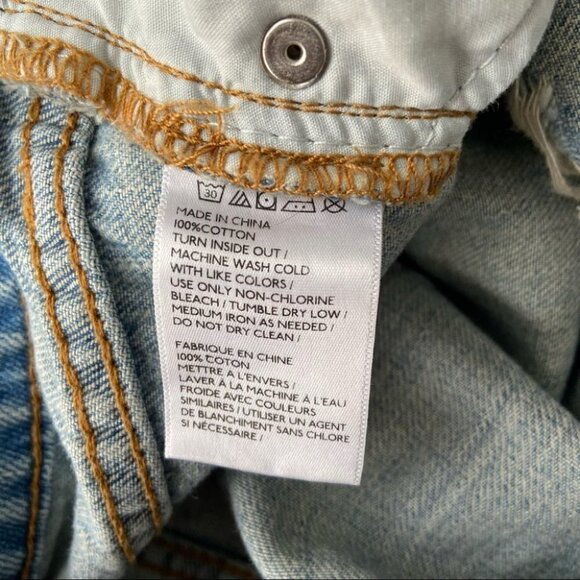 30
MADE IN CHINA
100%COTTON
TURN INSIDE OUT /
MACHINE WASH COLD
WITH LIKE COLORS /
USE ONLY NON-CHLORINE
BLEACH / TUMBLE DRY LOW /
MEDIUM IRON AS NEEDED /
DO NOT DRY CLEAN /
FABRIQUE EN CHINE
100% COTON
METTRE A L'ENVERS /
LAVER À LA MACHINE À L'EAU
FROIDE AVEC COULEURS
SIMILAIRES / UTILISER UN AGENT
DE BLANCHIMENT SANS CHLORE
SI NÉCESSAIRE /